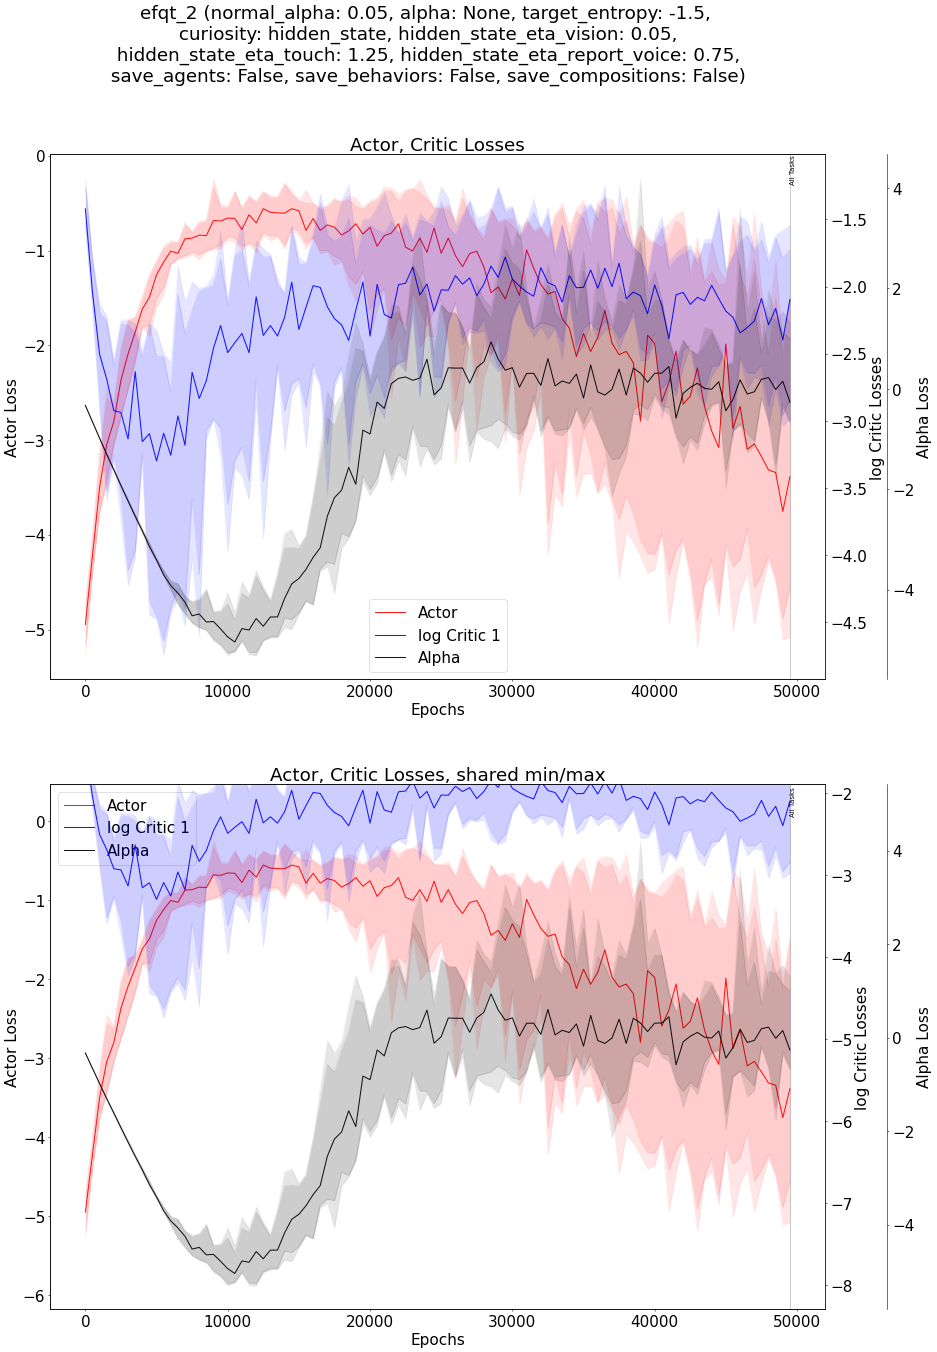 efqt_2 (normal_alpha: 0.05, alpha: None, target_entropy: -1.5,
curiosity: hidden_state, hidden_state_eta_vision: 0.05,
hidden_state_eta_touch: 1.25, hidden_state_eta_report_voice: 0.75,
save_agents: False, save_behaviors: False, save_compositions: False)
Actor, Critic Losses
0
−1
−2
−3
−4
−5
Actor Loss
All Tasks
−1.5
−2.0
−2.5
−3.0
−3.5
−4.0
−4.5
log Critic Losses
4
2
0
−2
−4
Alpha Loss
Actor
log Critic 1
Alpha
0
10000
20000
30000
40000
50000
Epochs
Actor, Critic Losses, shared min/max
0
−1
−2
−3
−4
−5
−6
Actor Loss
Actor
log Critic 1
Alpha
All Tasks
−2
−3
−4
−5
−6
−7
−8
log Critic Losses
4
2
0
−2
−4
Alpha Loss
0
10000
20000
30000
40000
50000
Epochs